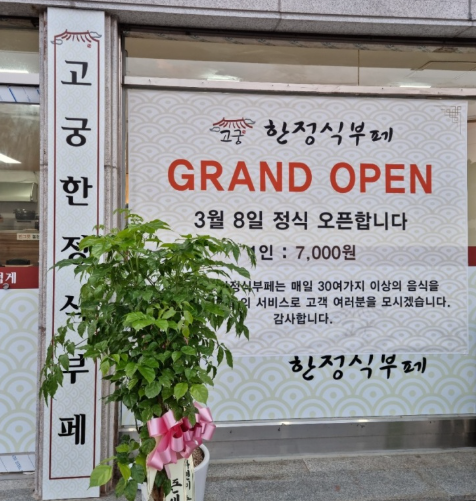 고궁한정식부페
고궁 한정식부페
GRAND OPEN
3월 8일 정식 오픈합니다
1인 : 7,000원
정식부페는 매일 30여가지 이상의 음식을
의 서비스로 고객 여러분을 모시겠습니다.
감사합니다.
한정식부페